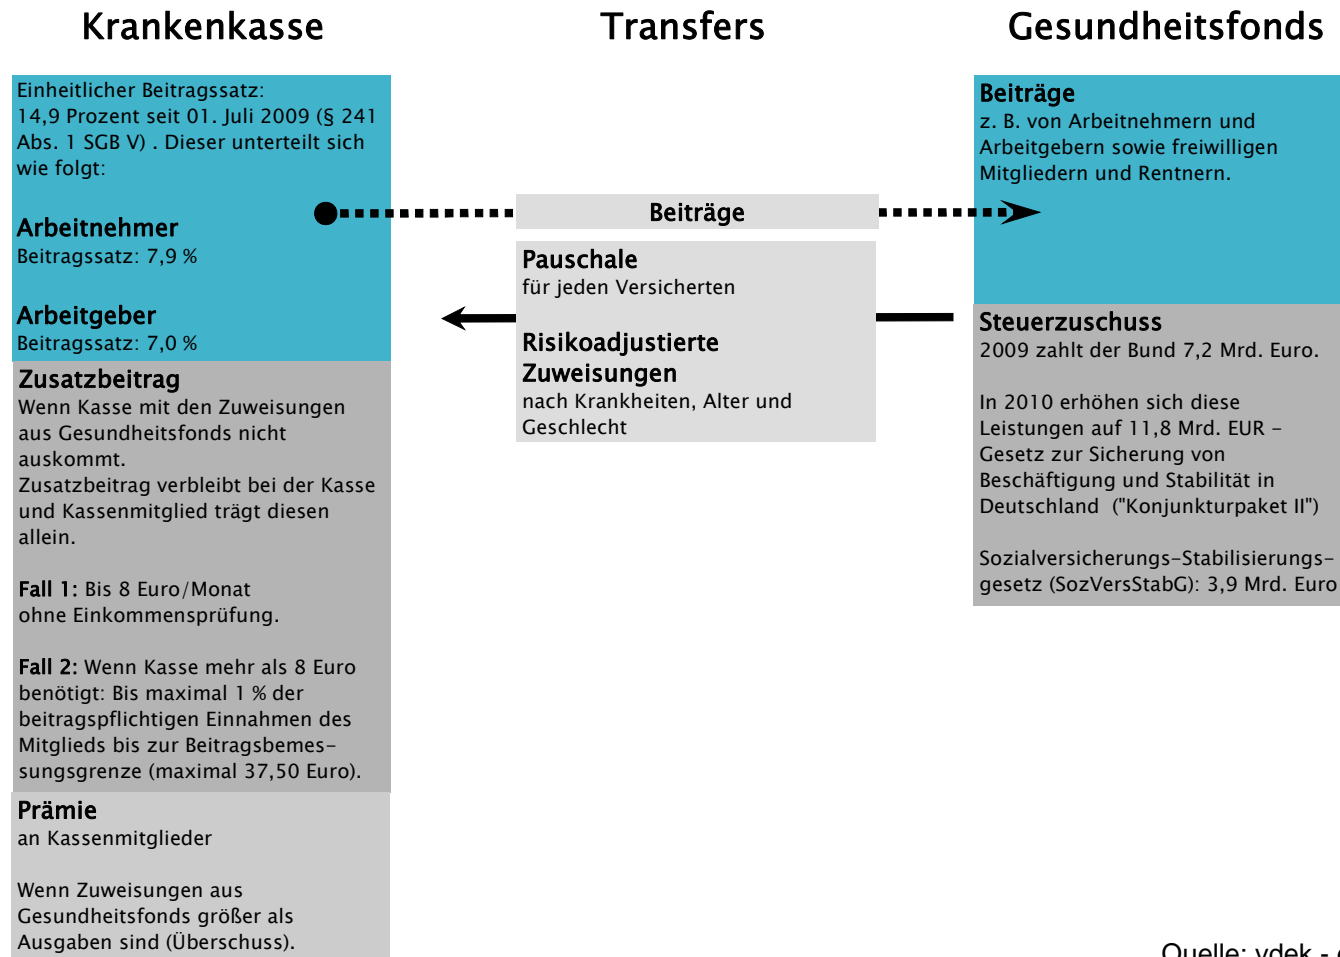 Krankenkasse
Transfers
Gesundheitsfonds
Einheitlicher Beitragssatz:
14,9 Prozent seit 01. Juli 2009 (§ 241
Abs. 1 SGB V) . Dieser unterteilt sich
wie folgt:
Arbeitnehmer
Beitragssatz: 7,9 %
Arbeitgeber
Beitragssatz: 7,0 %
Zusatzbeitrag
Wenn Kasse mit den Zuweisungen
aus Gesundheitsfonds nicht
auskommt.
Zusatzbeitrag verbleibt bei der Kasse
und Kassenmitglied trägt diesen
allein.
Fall 1: Bis 8 Euro/Monat
ohne Einkommensprüfung.
Fall 2: Wenn Kasse mehr als 8 Euro
benötigt: Bis maximal 1 % der
beitragspflichtigen Einnahmen des
Mitglieds bis zur Beitragsbemes-
sungsgrenze (maximal 37,50 Euro).
Prämie
an Kassenmitglieder
Wenn Zuweisungen aus
Gesundheitsfonds größer als
Ausgaben sind (Überschuss).
Beiträge
Pauschale
für jeden Versicherten
Risikoadjustierte
Zuweisungen
nach Krankheiten, Alter und
Geschlecht
Beiträge
z. B. von Arbeitnehmern und
Arbeitgebern sowie freiwilligen
Mitgliedern und Rentnern.
Steuerzuschuss
2009 zahlt der Bund 7,2 Mrd. Euro.
In 2010 erhöhen sich diese
Leistungen auf 11,8 Mrd. EUR -
Gesetz zur Sicherung von
Beschäftigung und Stabilität in
Deutschland ("Konjunkturpaket II")
Sozialversicherungs-Stabilisierungs-
gesetz (SozVersStabG): 3,9 Mrd. Euro
Quelle: vdek -